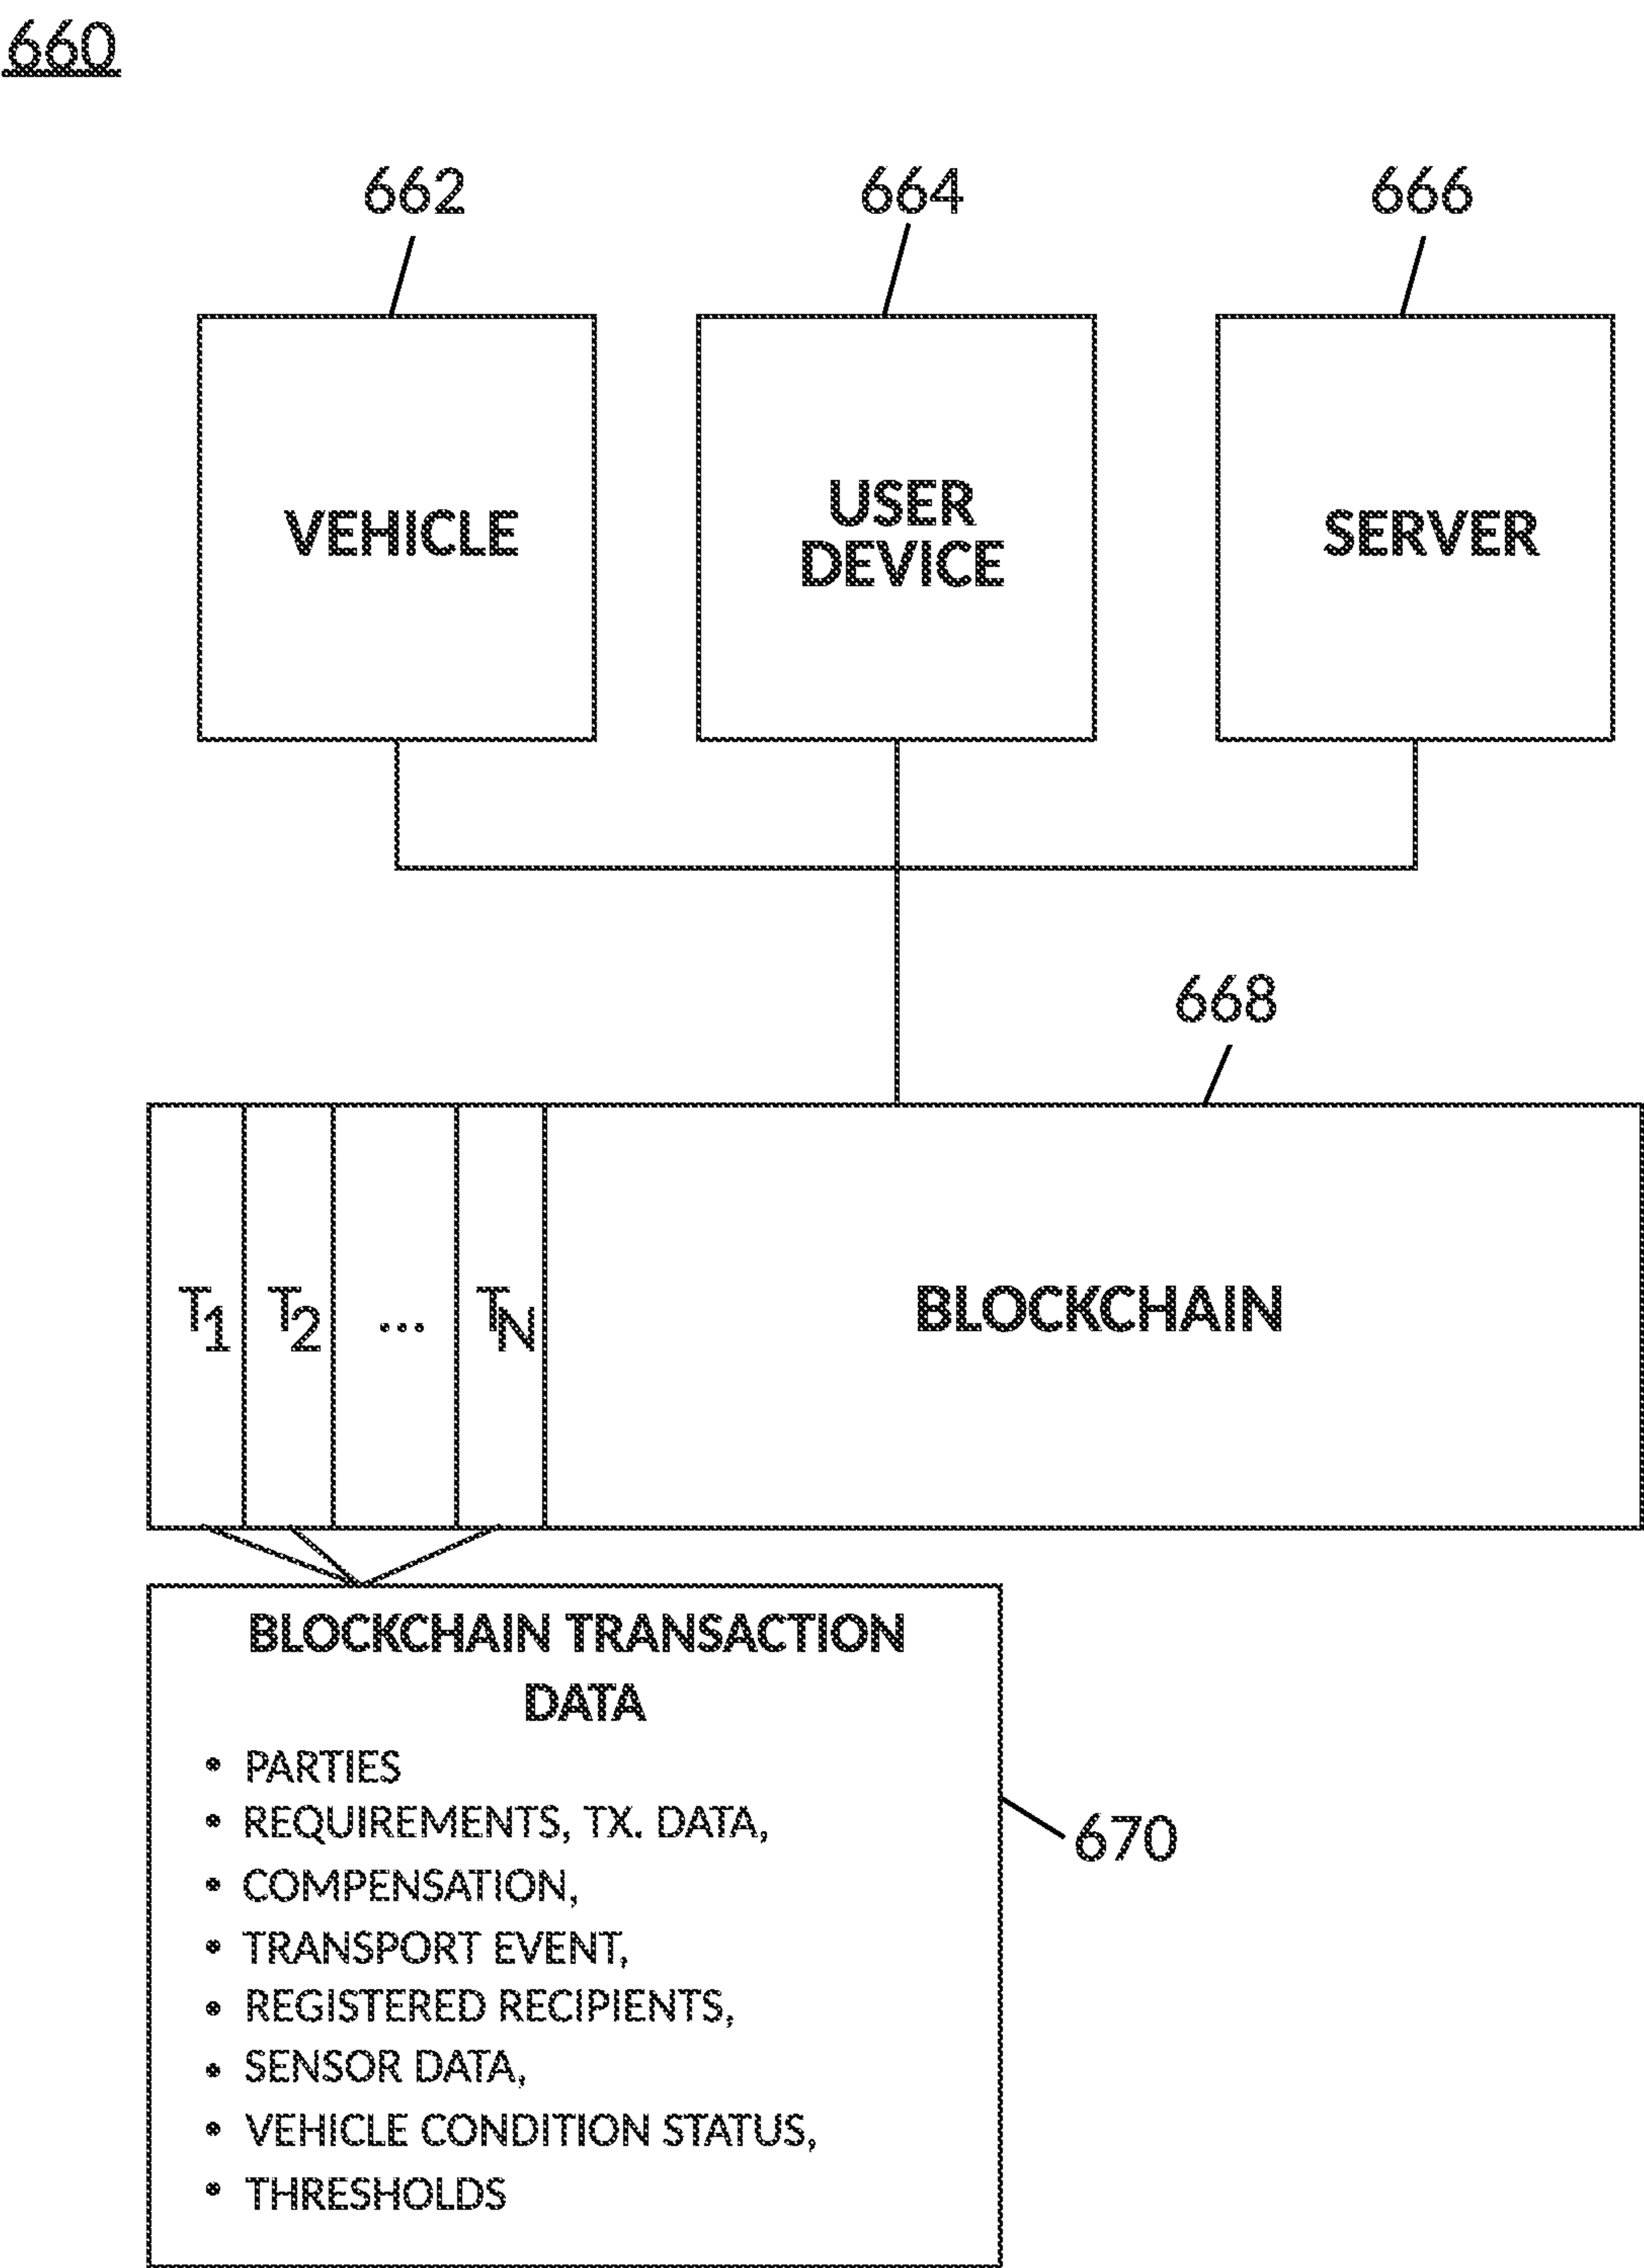 660
662
664
666
VEHICLE
USER
DEVICE
SERVER
668
T1
T2
...
TN
BLOCKCHAIN
BLOCKCHAIN TRANSACTION
DATA
• PARTIES
• REQUIREMENTS, TX. DATA,
• COMPENSATION,
• TRANSPORT EVENT,
• REGISTERED RECIPIENTS,
• SENSOR DATA,
• VEHICLE CONDITION STATUS,
• THRESHOLDS
670